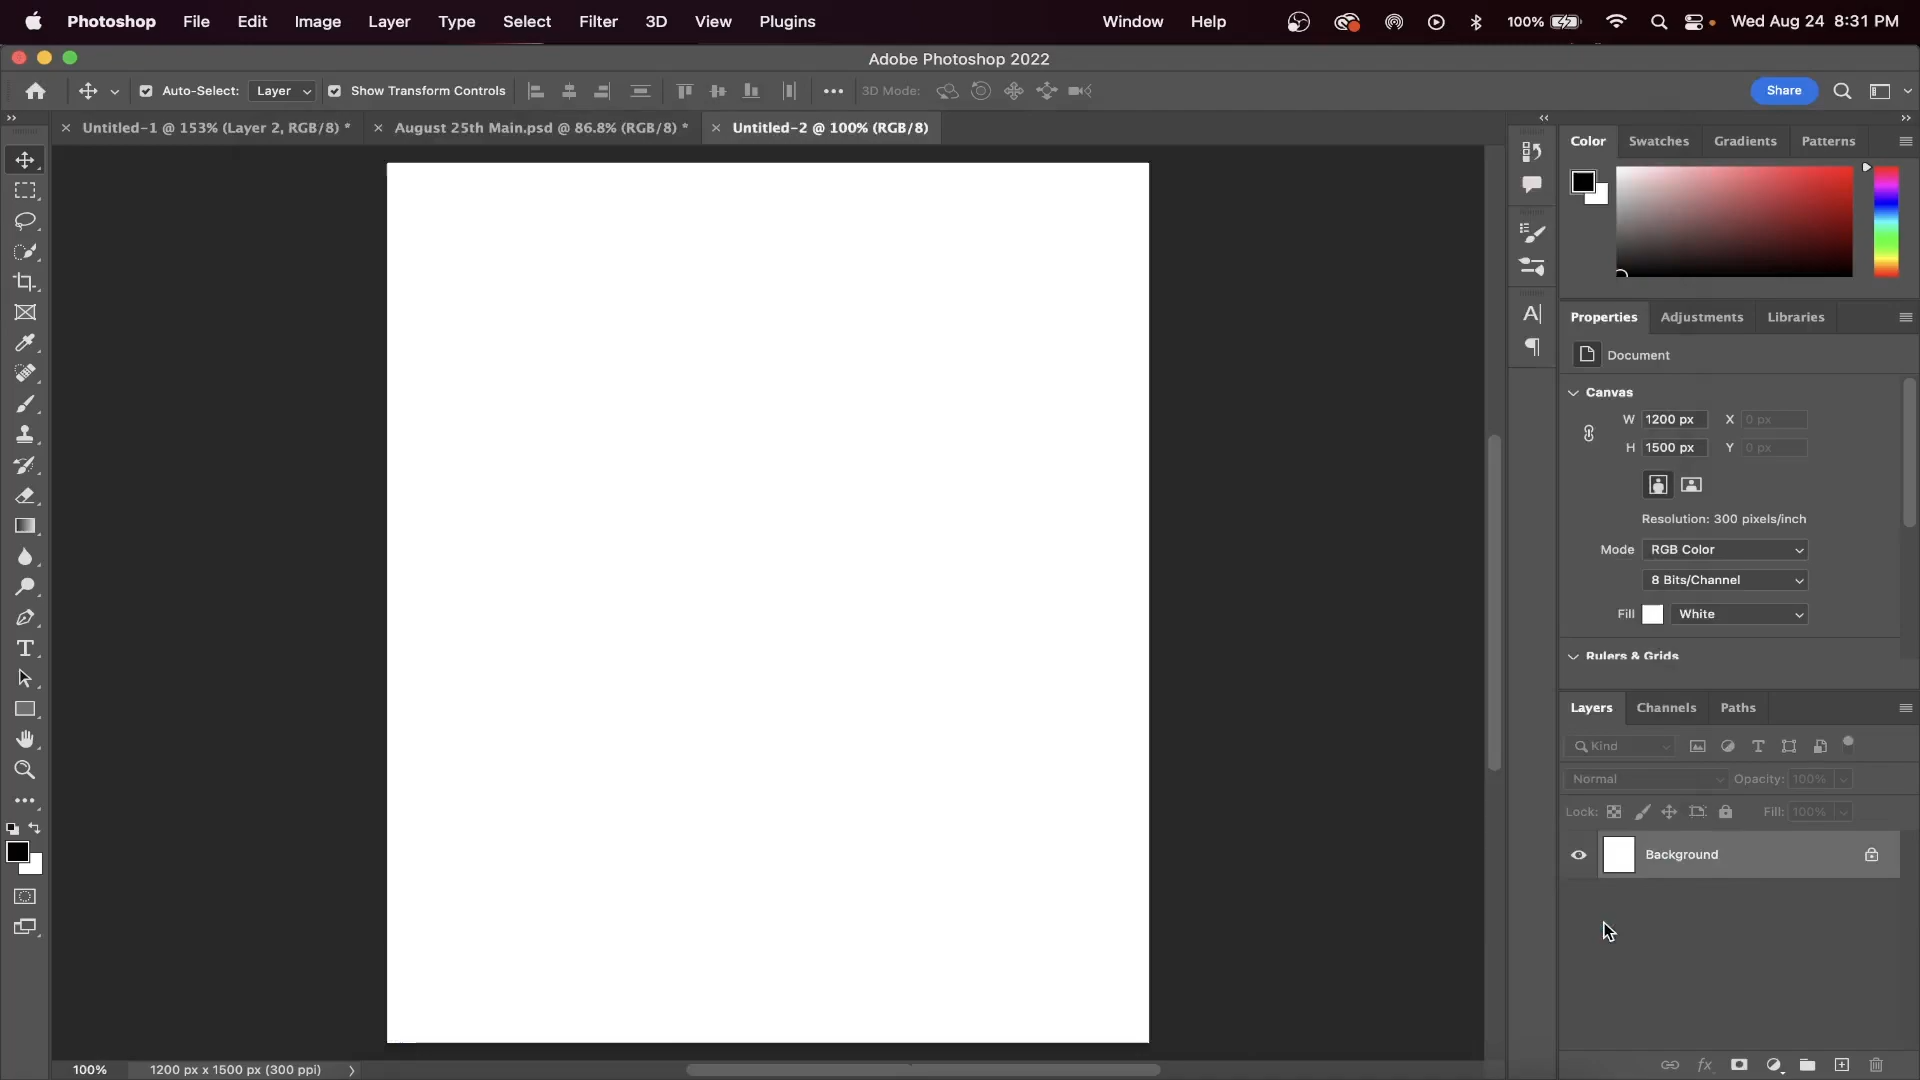 Photoshop File Edit Image Layer Type Select Filter 3D View Plugins Window Help 100% Wed Aug 24 8:31 PM
Adobe Photoshop 2022
Auto-Select: Layer Show Transform Controls 3D Mode: Share
Untitled-1 @ 153% (Layer 2, RGB/8) * August 25th Main.psd @ 86.8% (RGB/8) * Untitled-2 @ 100% (RGB/8)
Color Swatches Gradients Patterns
Properties Adjustments Libraries
Document
Canvas
W 1200 px X 0 px
H 1500 px Y 0 px
Resolution: 300 pixels/inch
Mode RGB Color
8 Bits/Channel
Fill White
Rulers & Grids
Layers Channels Paths
Kind
Normal Opacity: 100%
Lock: Fill: 100%
Background
100% 1200 px x 1500 px (300 ppi)